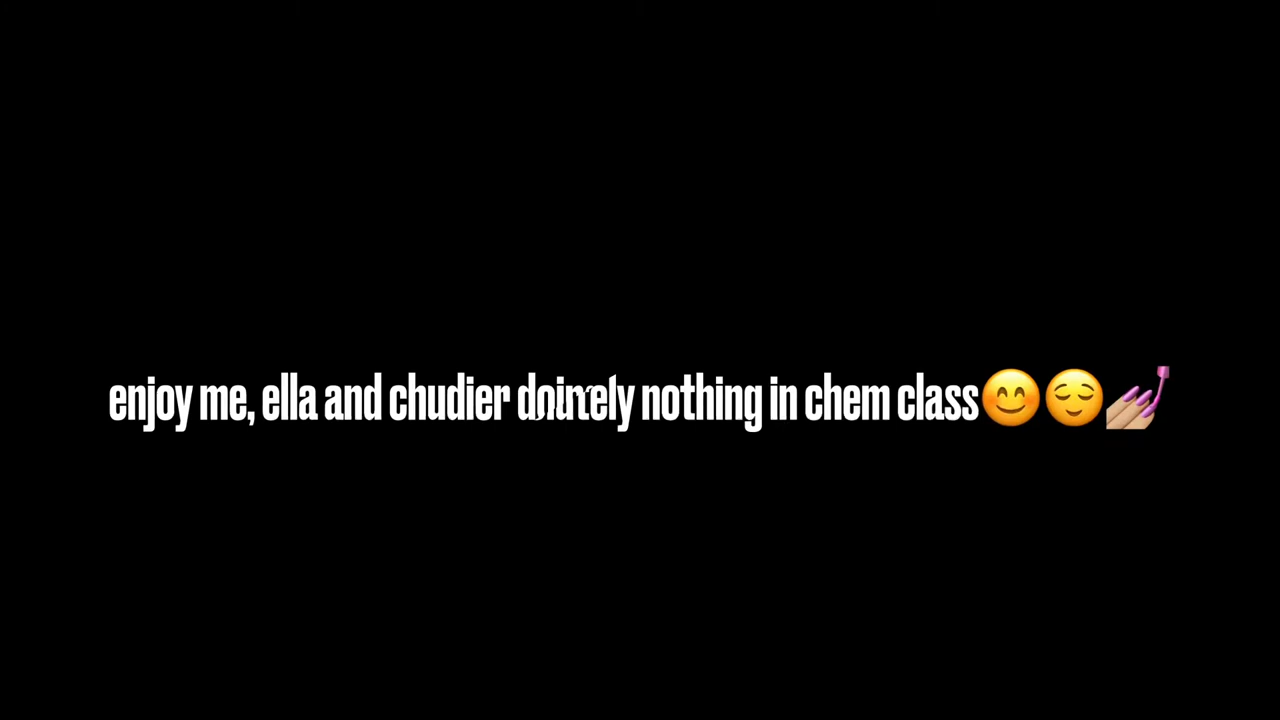 enjoy me, ella and chudier nothing in chem class😊😌💅🏼